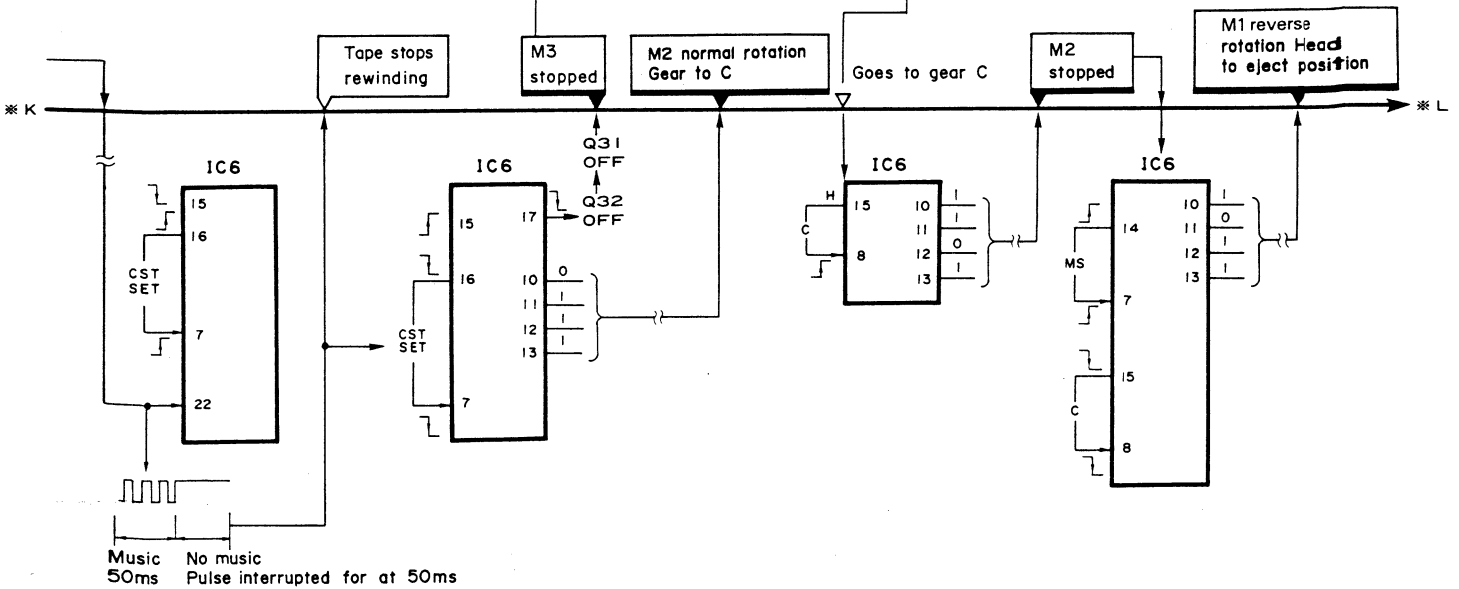 Tape stops
rewinding
M3
stopped
M2 normal rotation
Gear to C
Goes to gear C
M2
stopped
M1 reverse
rotation Head
to eject position
※ K
※ L
IC6
15
16
CST
SET
7
22
Music
50ms
No music
Pulse interrupted for at 50ms
IC6
15
16
CST
SET
7
17
10
0
11
1
12
1
13
1
Q31
OFF
Q32
OFF
IC6
H
15
C
8
10
1
11
1
12
0
13
1
IC6
14
MS
7
15
C
8
10
1
11
0
12
1
13
1